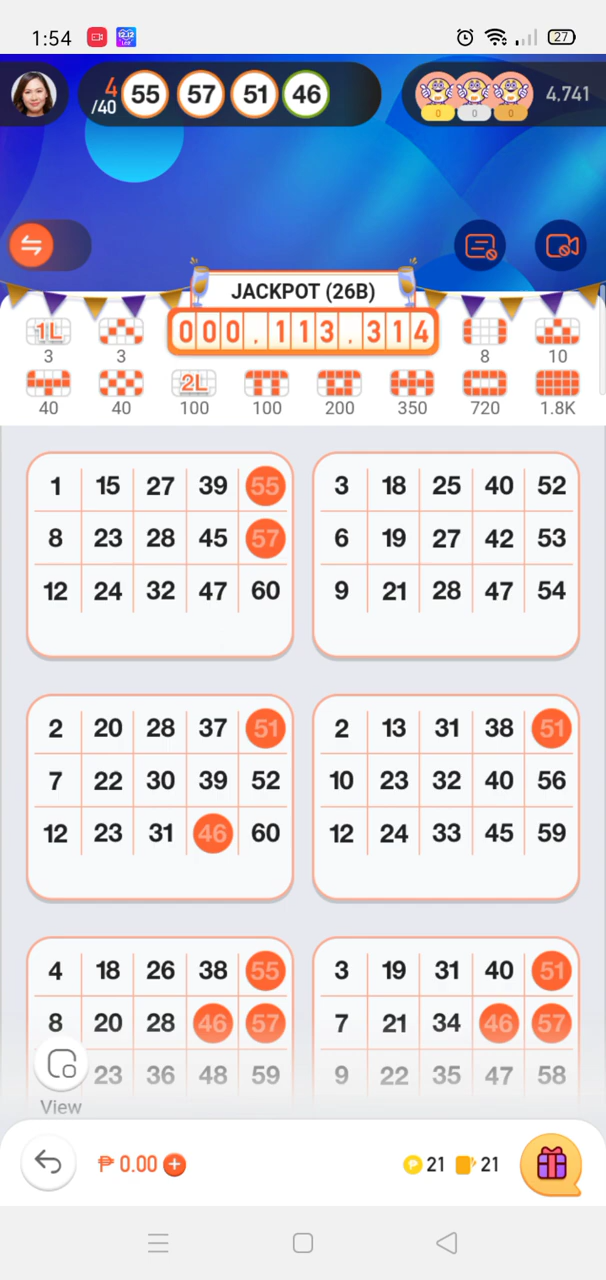 1:54 12.12 27
4 /40 55 57 51 46 0 0 0 4,741
JACKPOT (26B)
000.113.314
1L
3 3 8 10
2L
40 40 100 100 200 350 720 1.8K
1 15 27 39 55
8 23 28 45 57
12 24 32 47 60
3 18 25 40 52
6 19 27 42 53
9 21 28 47 54
2 20 28 37 51
7 22 30 39 52
12 23 31 46 60
2 13 31 38 51
10 23 32 40 56
12 24 33 45 59
4 18 26 38 55
8 20 28 46 57
23 36 48 59
3 19 31 40 51
7 21 34 46 57
9 22 35 47 58
View
₱ 0.00 + P 21 21